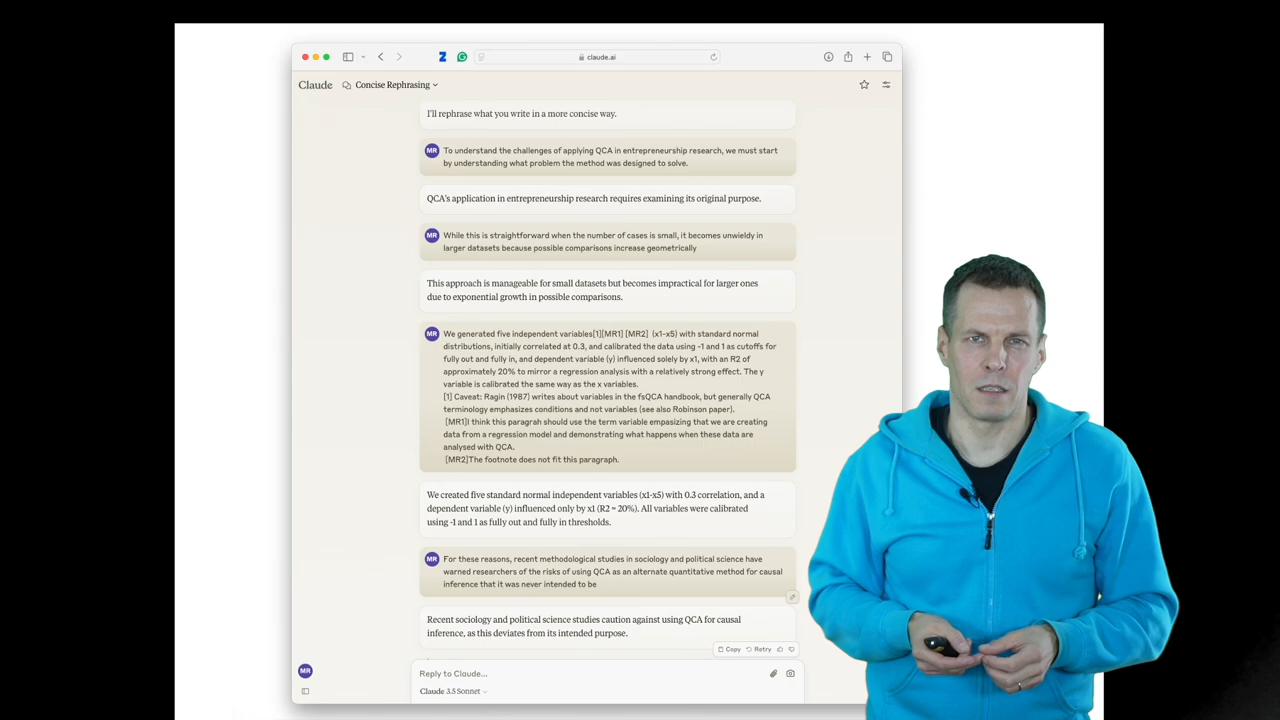 claude.ai
Claude
Concise Rephrasing
I'll rephrase what you write in a more concise way.
MR
To understand the challenges of applying QCA in entrepreneurship research, we must start
by understanding what problem the method was designed to solve.
QCA's application in entrepreneurship research requires examining its original purpose.
MR
While this is straightforward when the number of cases is small, it becomes unwieldy in
larger datasets because possible comparisons increase geometrically
This approach is manageable for small datasets but becomes impractical for larger ones
due to exponential growth in possible comparisons.
MR
We generated five independent variables[1][MR1] [MR2]  (x1–x5) with standard normal
distributions, initially correlated at 0.3, and calibrated the data using -1 and 1 as cutoffs for
fully out and fully in, and dependent variable (y) influenced solely by x1, with an R2 of
approximately 20% to mirror a regression analysis with a relatively strong effect. The y
variable is calibrated the same way as the x variables.
[1] Caveat: Ragin (1987) writes about variables in the fsQCA handbook, but generally QCA
terminology emphasizes conditions and not variables (see also Robinson paper).
[MR1]I think this paragrah should use the term variable empasizing that we are creating
data from a regression model and demonstrating what happens when these data are
analysed with QCA.
[MR2]The footnote does not fit this paragraph.
We created five standard normal independent variables (x1-x5) with 0.3 correlation, and a
dependent variable (y) influenced only by x1 (R2 ≈ 20%). All variables were calibrated
using -1 and 1 as fully out and fully in thresholds.
MR
For these reasons, recent methodological studies in sociology and political science have
warned researchers of the risks of using QCA as an alternate quantitative method for causal
inference that it was never intended to be
Recent sociology and political science studies caution against using QCA for causal
inference, as this deviates from its intended purpose.
Copy Retry
MR
Reply to Claude...
Claude 3.5 Sonnet